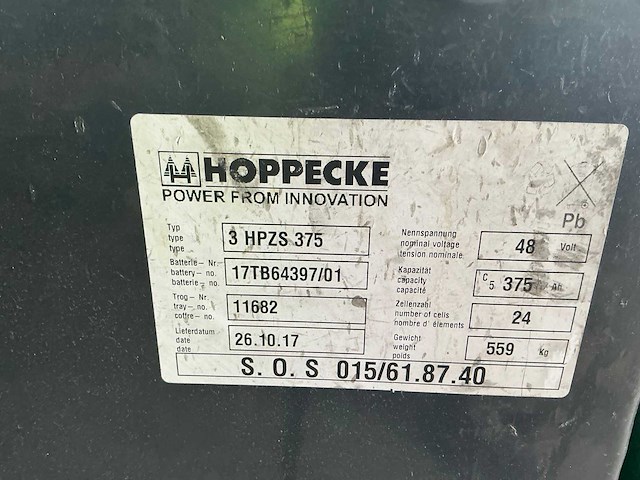 HOPPECKE
POWER FROM INNOVATION
Pb
Typ
type
type
3 HPZS 375
Nennspannung
nominal voltage
tension nominale
48 Volt
Batterie- Nr.
battery- no.
batterie- no.
17TB64397/01
Kapazität
capacity
capacité
C5 375 Ah
Trog- Nr.
tray- no.
coffre- no.
11682
Zellenzahl
number of cells
nombre d' élements
24
Lieferdatum
date
date
26.10.17
Gewicht
weight
poids
559 Kg
S. O. S 015/61.87.40